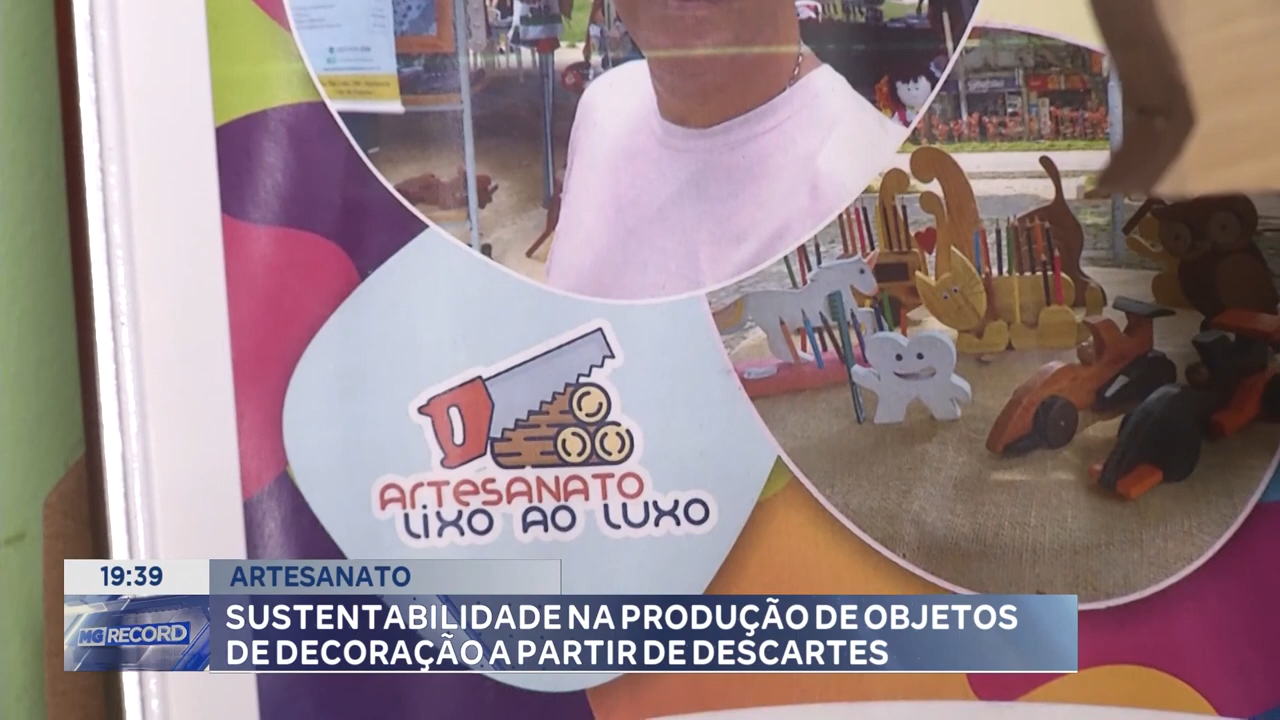 ARTESANATO
LIXO AO LUXO
19:39
ARTESANATO
MG RECORD
SUSTENTABILIDADE NA PRODUÇÃO DE OBJETOS
DE DECORAÇÃO A PARTIR DE DESCARTES